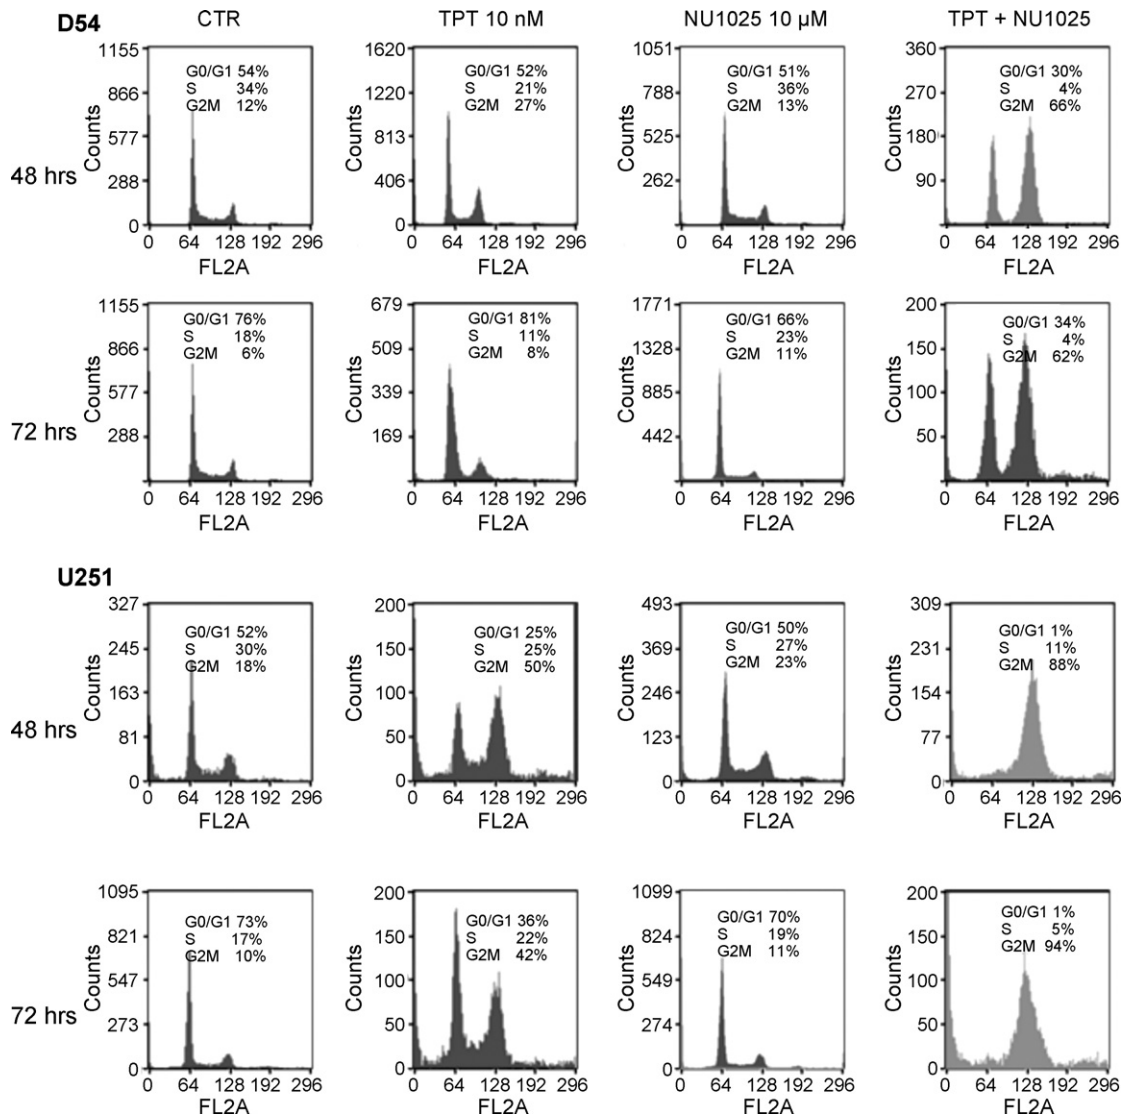 D54
CTR
TPT 10 nM
NU1025 10 µM
TPT + NU1025
48 hrs
Counts
1155
866
577
288
0
G0/G1 54%
S 34%
G2M 12%
0 64 128 192 296
FL2A
Counts
1620
1220
813
406
0
G0/G1 52%
S 21%
G2M 27%
0 64 128 192 296
FL2A
Counts
1051
788
525
262
0
G0/G1 51%
S 36%
G2M 13%
0 64 128 192 296
FL2A
Counts
360
270
180
90
G0/G1 30%
S 4%
G2M 66%
0 64 128 192 296
FL2A
72 hrs
Counts
1155
866
577
288
G0/G1 76%
S 18%
G2M 6%
0 64 128 192 296
FL2A
Counts
679
509
339
169
G0/G1 81%
S 11%
G2M 8%
0 64 128 192 296
FL2A
Counts
1771
1328
885
442
G0/G1 66%
S 23%
G2M 11%
0 64 128 192 296
FL2A
Counts
200
150
100
50
G0/G1 34%
S 4%
G2M 62%
0 64 128 192 296
FL2A
U251
48 hrs
Counts
327
245
163
81
0
G0/G1 52%
S 30%
G2M 18%
0 64 128 192 296
FL2A
Counts
200
150
100
50
0
G0/G1 25%
S 25%
G2M 50%
0 64 128 192 296
FL2A
Counts
493
369
246
123
0
G0/G1 50%
S 27%
G2M 23%
0 64 128 192 296
FL2A
Counts
309
231
154
77
0
G0/G1 1%
S 11%
G2M 88%
0 64 128 192 296
FL2A
72 hrs
Counts
1095
821
547
273
0
G0/G1 73%
S 17%
G2M 10%
0 64 128 192 296
FL2A
Counts
200
150
100
50
0
G0/G1 36%
S 22%
G2M 42%
0 64 128 192 296
FL2A
Counts
1099
824
549
274
0
G0/G1 70%
S 19%
G2M 11%
0 64 128 192 296
FL2A
Counts
200
150
100
50
0
G0/G1 1%
S 5%
G2M 94%
0 64 128 192 296
FL2A